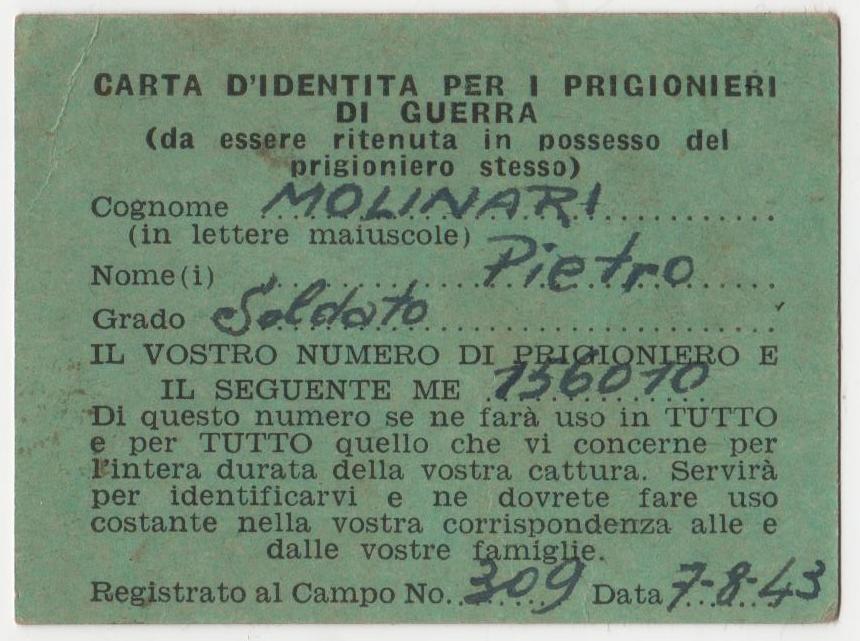 CARTA D'IDENTITA PER I PRIGIONIERI
DI GUERRA
(da essere ritenuta in possesso del
prigioniero stesso)
Cognome MOLINARI
(in lettere maiuscole)
Nome(i) Pietro
Grado Soldato
IL VOSTRO NUMERO DI PRIGIONIERO E
IL SEGUENTE ME 156010
Di questo numero se ne farà uso in TUTTO
e per TUTTO quello che vi concerne per
l'intera durata della vostra cattura. Servirà
per identificarvi e ne dovrete fare uso
costante nella vostra corrispondenza alle e
dalle vostre famiglie.
Registrato al Campo No. 309 Data 7-8-43